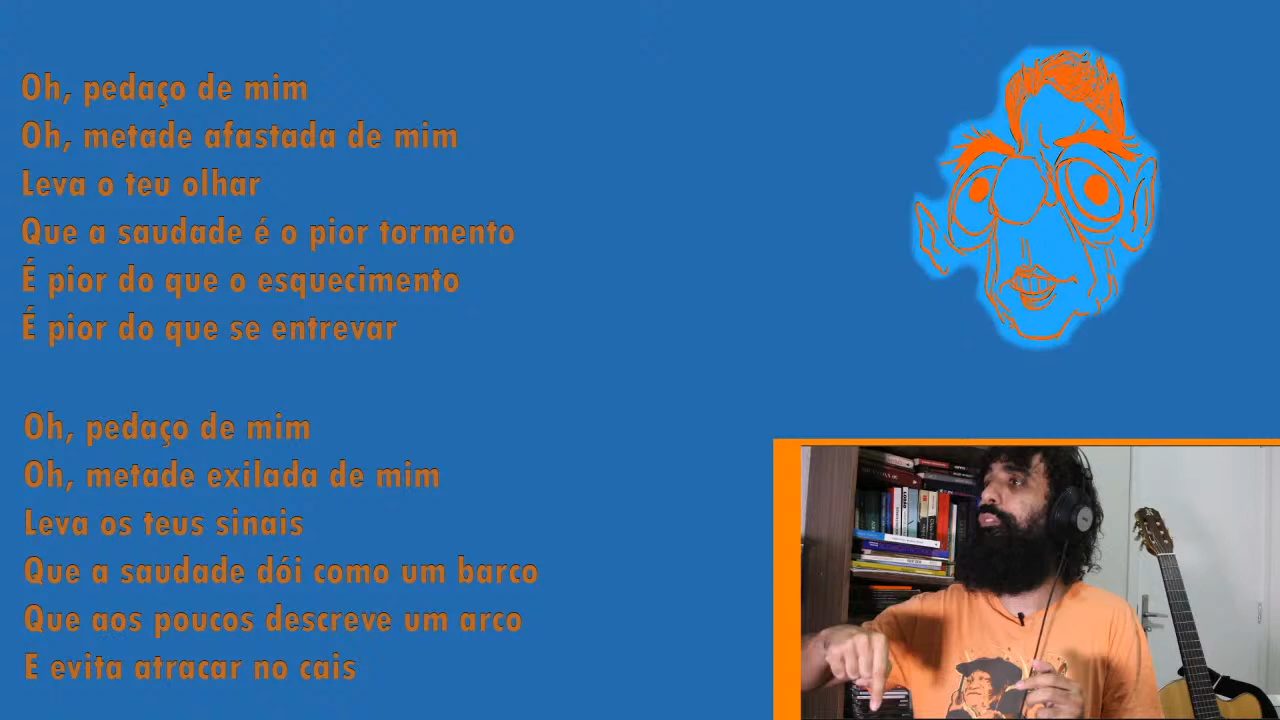 Oh, pedaço de mim
Oh, metade afastada de mim
Leva o teu olhar
Que a saudade é o pior tormento
É pior do que o esquecimento
É pior do que se entrevar
Oh, pedaço de mim
Oh, metade exilada de mim
Leva os teus sinais
Que a saudade dói como um barco
Que aos poucos descreve um arco
E evita atracar no cais